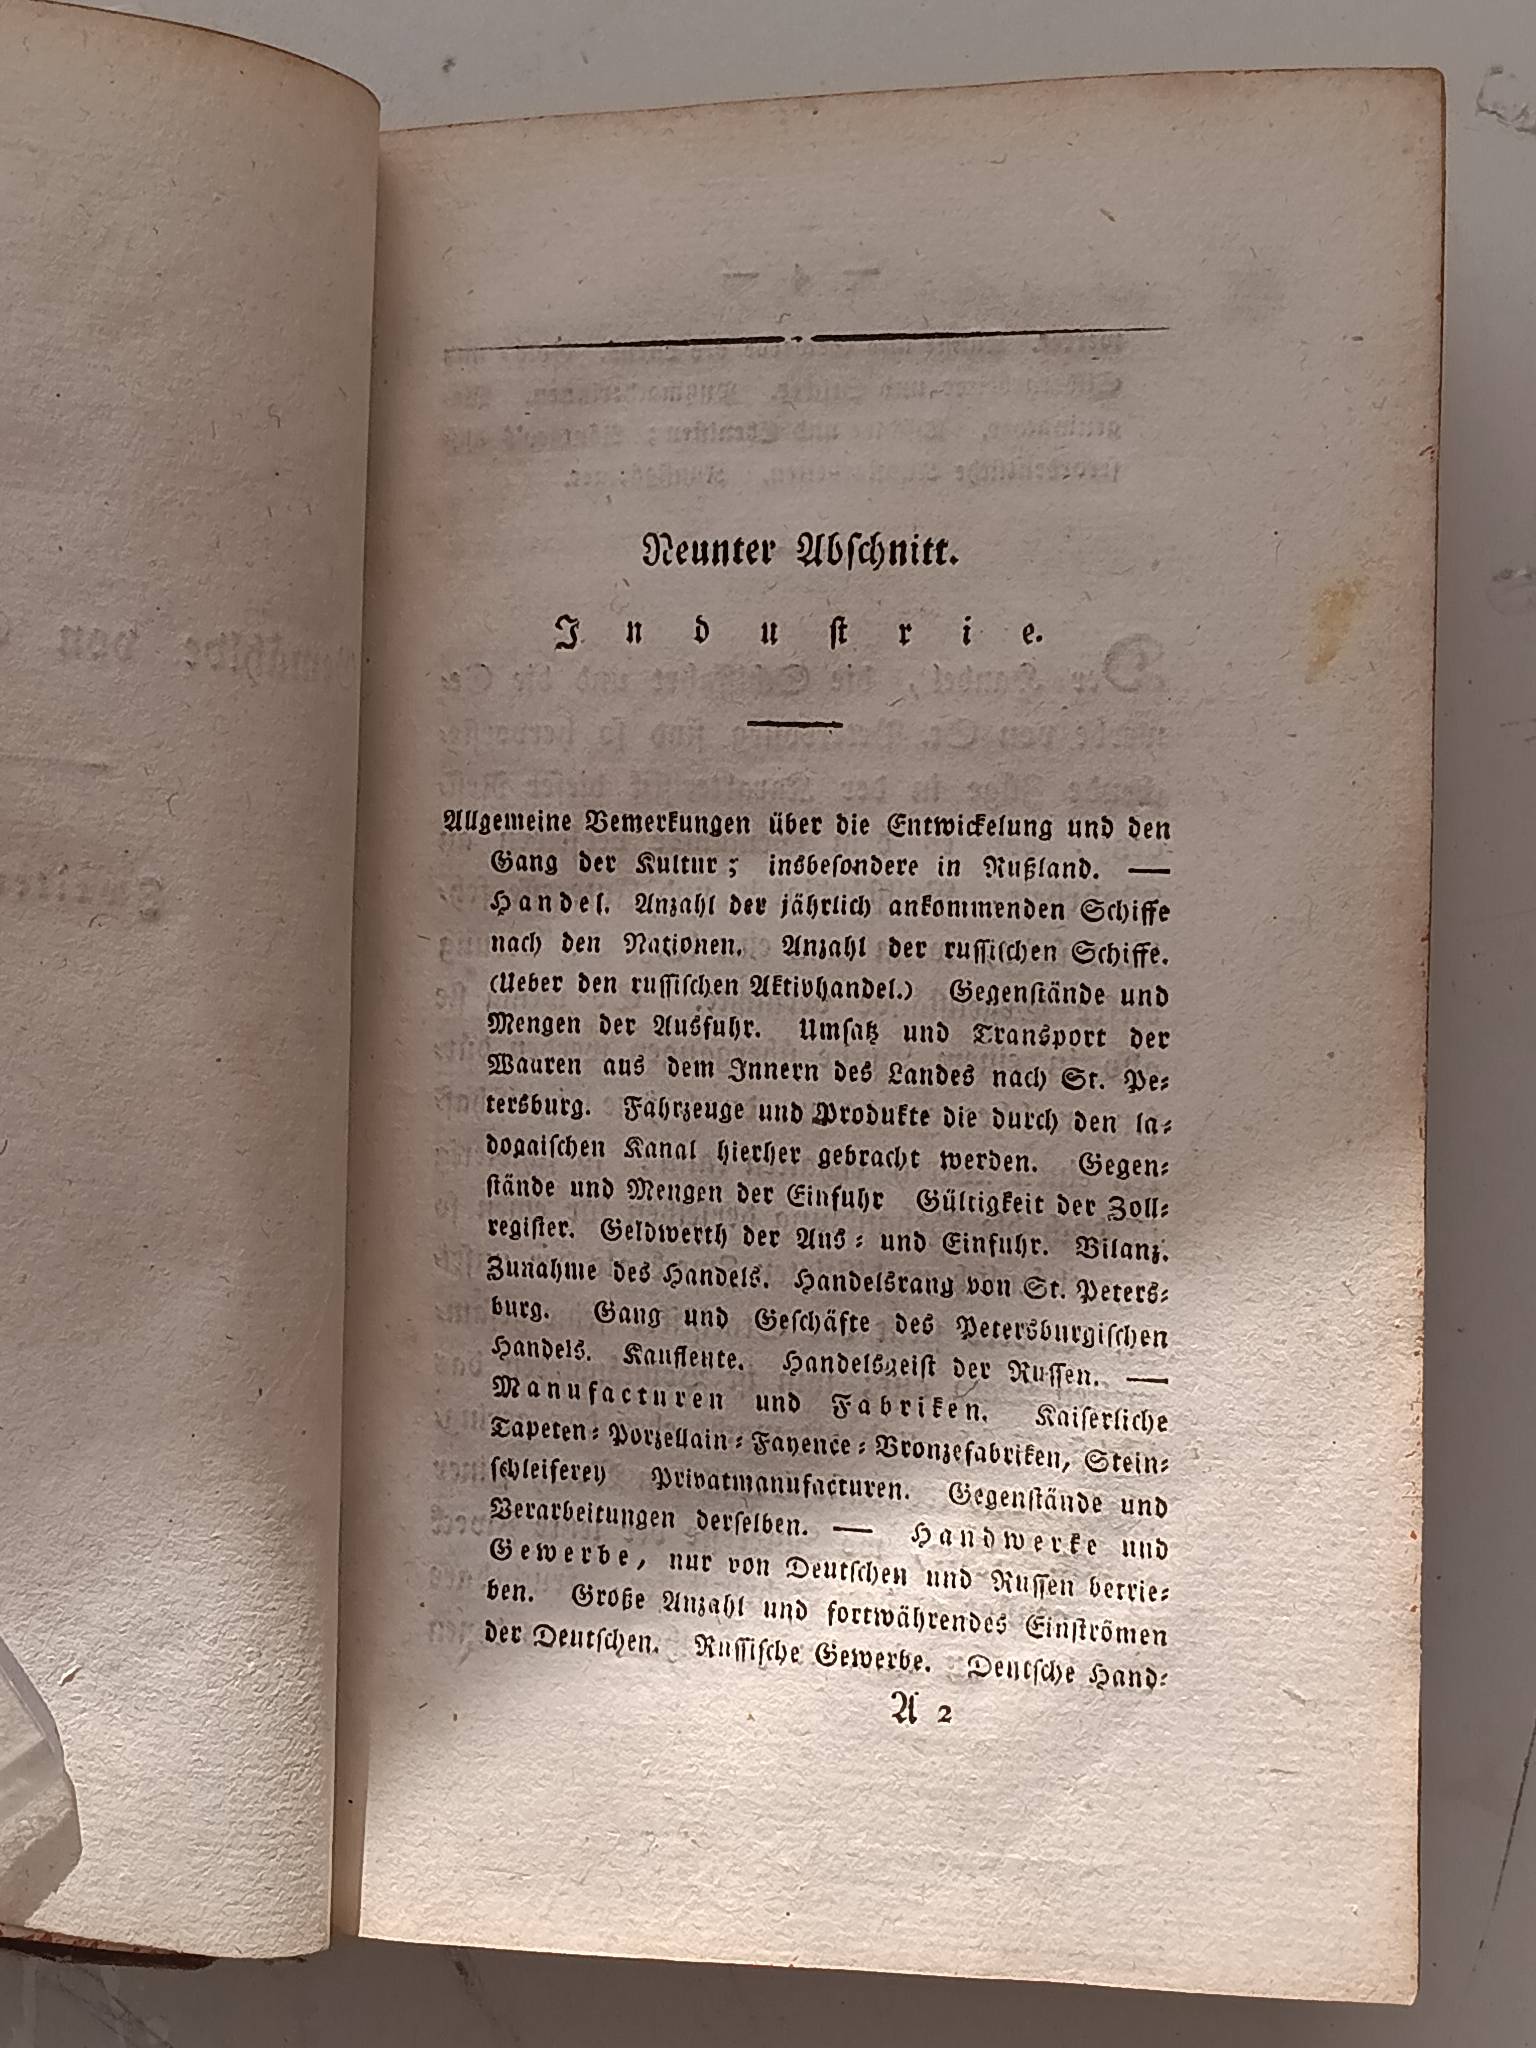 Neunter Abschnitt.
Industrie.
Allgemeine Bemerkungen über die Entwickelung und den
Gang der Kultur; insbesondere in Rußland. —
Handel. Anzahl der jährlich ankommenden Schiffe
nach den Nationen. Anzahl der russischen Schiffe.
(Ueber den russischen Aktivhandel.) Gegenstände und
Mengen der Ausfuhr. Umsatz und Transport der
Waaren aus dem Innern des Landes nach St. Pe-
tersburg. Fahrzeuge und Produkte die durch den la-
dogaischen Kanal hierher gebracht werden. Gegen-
stände und Mengen der Einfuhr Gültigkeit der Zoll-
register. Geldwerth der Aus- und Einfuhr. Bilanz.
Zunahme des Handels. Handelsrang von St. Peters-
burg. Gang und Geschäfte des Petersburgischen
Handels. Kaufleute. Handelsgeist der Russen. —
Manufacturen und Fabriken. Kaiserliche
Tapeten-Porzellain-Fayence-Bronzefabriken, Stein-
schleiferey Privatmanufacturen. Gegenstände und
Verarbeitungen derselben. — Handwerke und
Gewerbe, nur von Deutschen und Russen betrie-
ben. Große Anzahl und fortwährendes Einströmen
der Deutschen. Russische Gewerbe. Deutsche Hand-
A 2